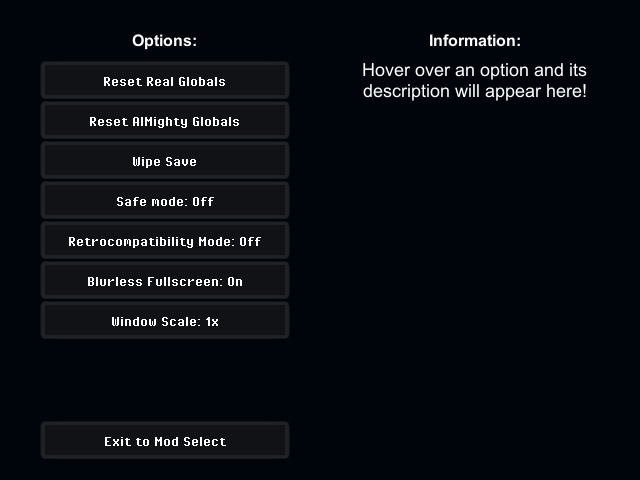 Options:
Reset Real Globals
Reset AlMighty Globals
Wipe Save
Safe mode: Off
Retrocompatibility Mode: Off
Blurless Fullscreen: On
Window Scale: 1x
Exit to Mod Select
Information:
Hover over an option and its
description will appear here!